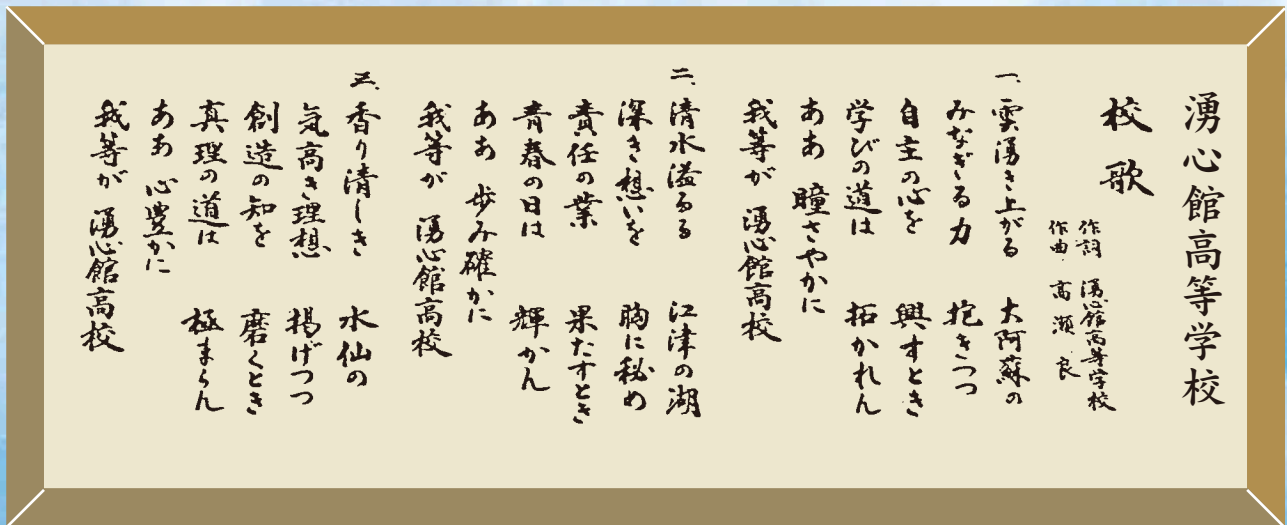 湧心館高等学校
校歌
作詞 湧心館高等学校
作曲 高瀬 良
一、雲湧き上がる 大阿蘇の
みなぎる力 抱きつつ
自主の心を 興すとき
学びの道は 拓かれん
ああ 瞳さやかに
我等が 湧心館高校
二、清水溢るる 江津の湖
深き想いを 胸に秘め
責任の業 果たすとき
青春の日は 輝かん
ああ 歩み確かに
我等が 湧心館高校
三、香り清しき 水仙の
気高き理想 揚げつつ
創造の知を 磨くとき
真理の道は 極まらん
ああ 心豊かに
我等が 湧心館高校